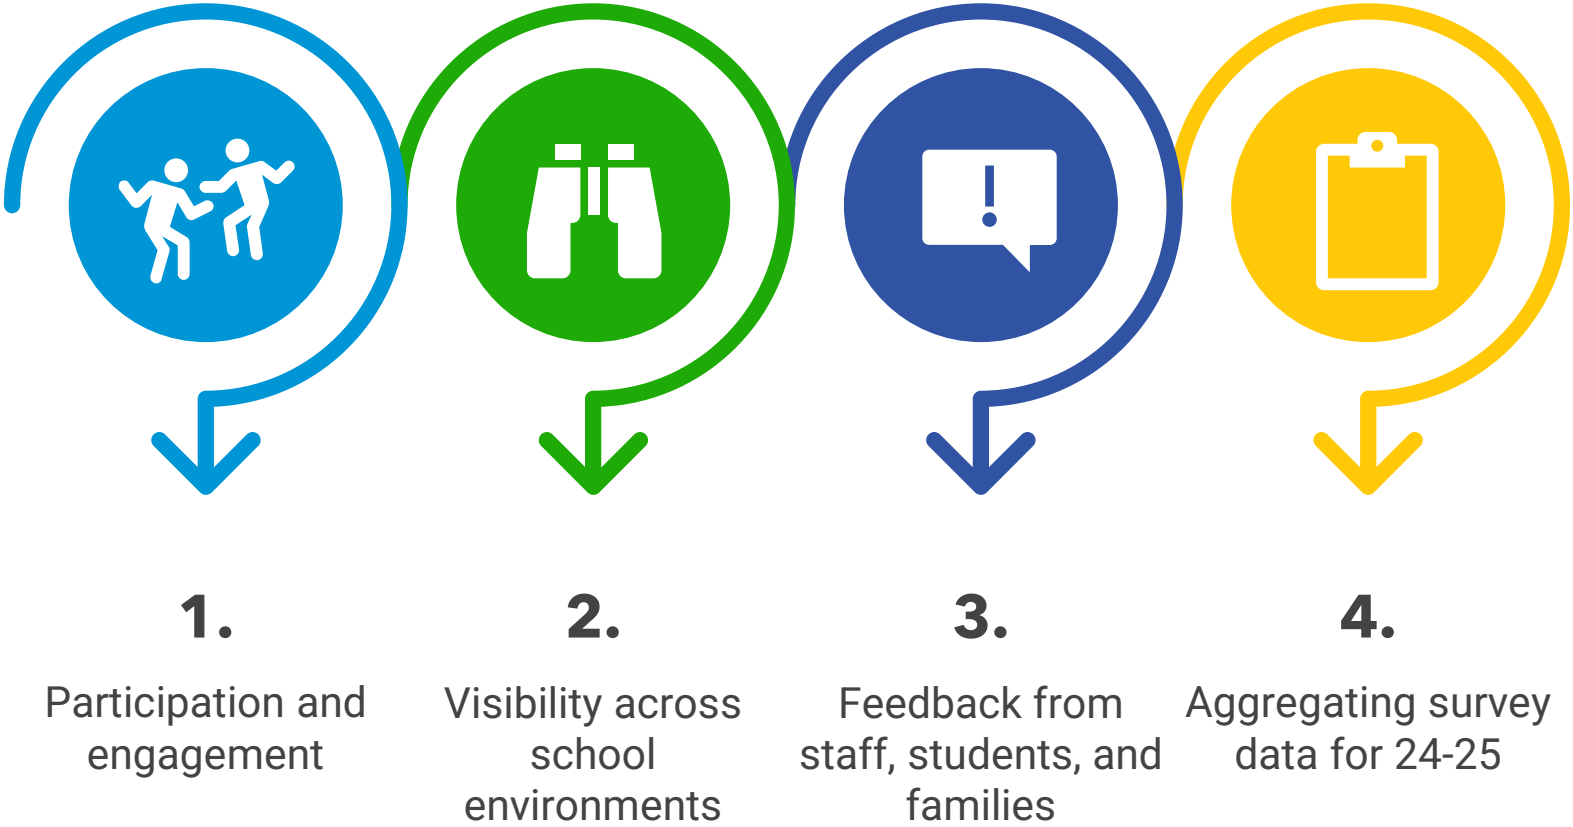 1.
Participation and
engagement
2.
Visibility across
school
environments
3.
Feedback from
staff, students, and
families
4.
Aggregating survey
data for 24-25